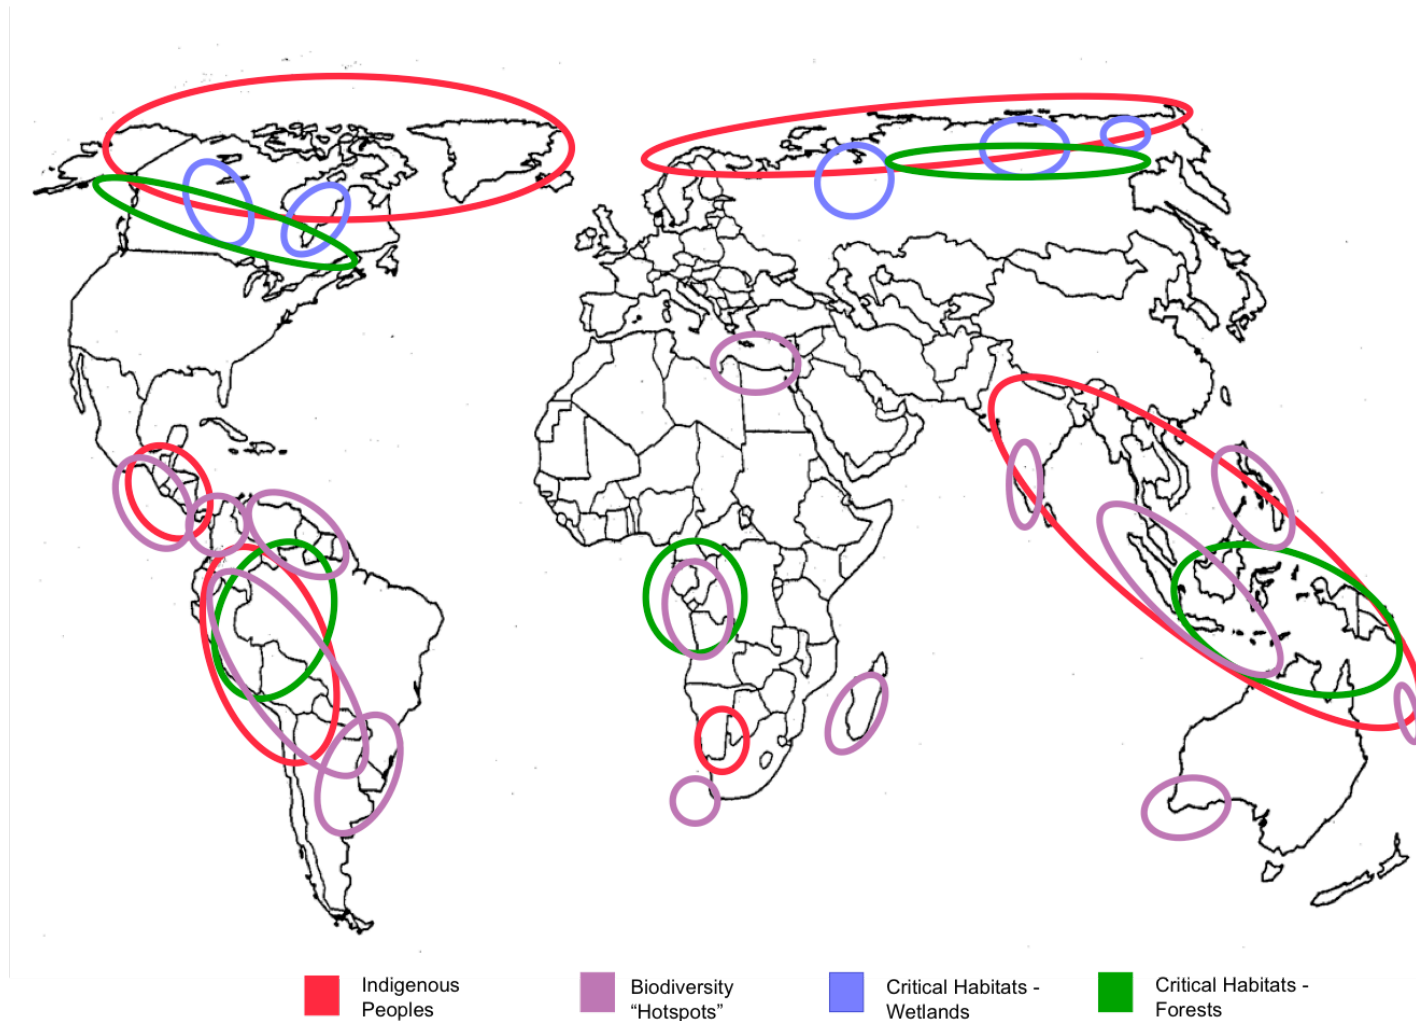 Indigenous
Peoples
Biodiversity
“Hotspots”
Critical Habitats -
Wetlands
Critical Habitats -
Forests